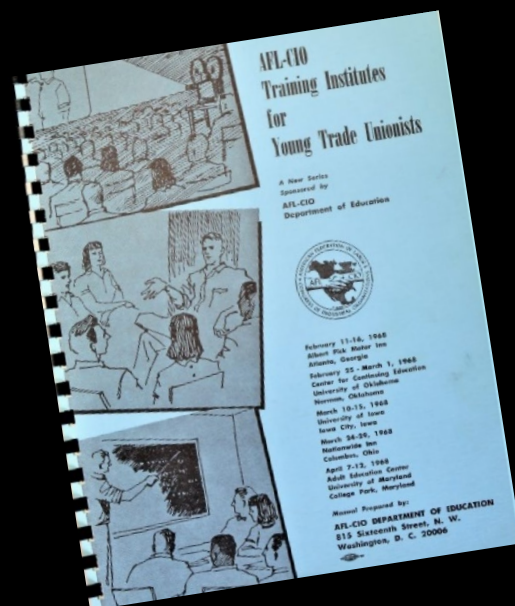 AFL-CIO
Training Institutes
for
Young Trade Unionists
A New Series
Sponsored by
AFL-CIO
Department of Education
AFL CIO
February 11-16, 1968
Albert Pick Motor Inn
Atlanta, Georgia
February 25 - March 1, 1968
Center for Continuing Education
University of Oklahoma
Norman, Oklahoma
March 10-15, 1968
University of Iowa
Iowa City, Iowa
March 24-29, 1968
Nationwide Inn
Columbus, Ohio
April 7-12, 1968
Adult Education Center
University of Maryland
College Park, Maryland
Manual Prepared by:
AFL-CIO DEPARTMENT OF EDUCATION
815 Sixteenth Street, N. W.
Washington, D. C. 20006